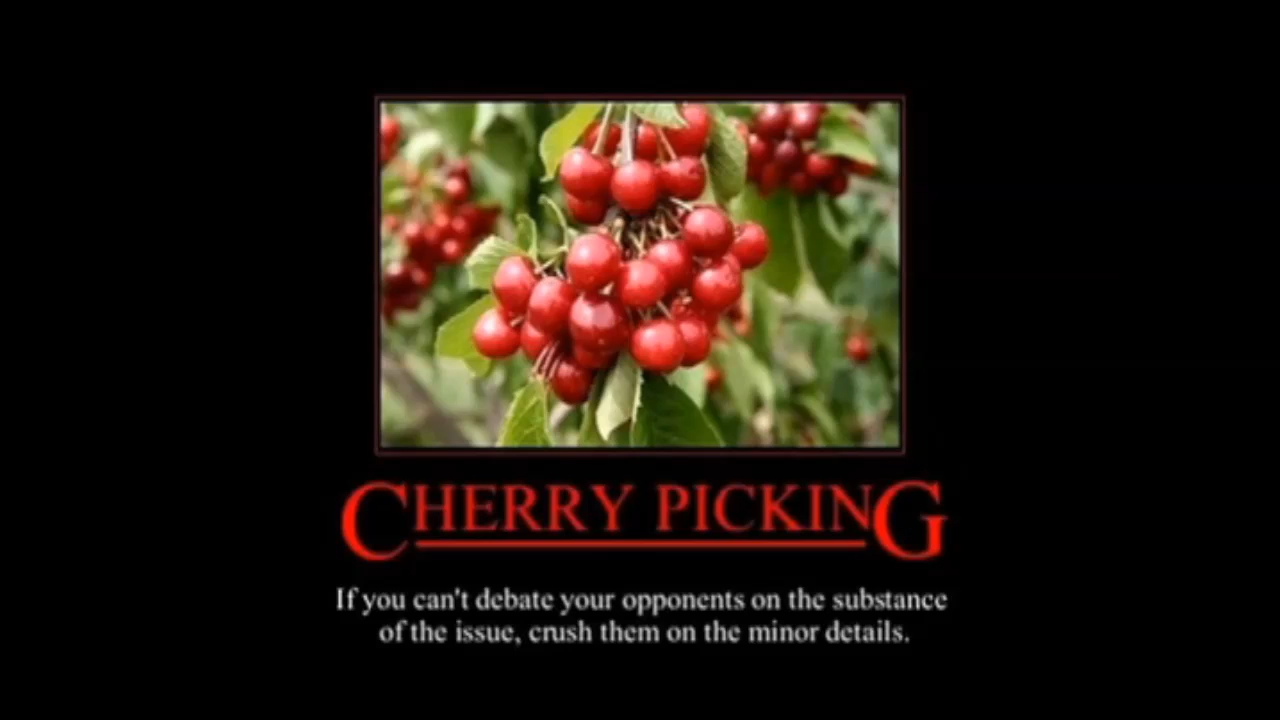 CHERRY PICKING
If you can't debate your opponents on the substance
of the issue, crush them on the minor details.